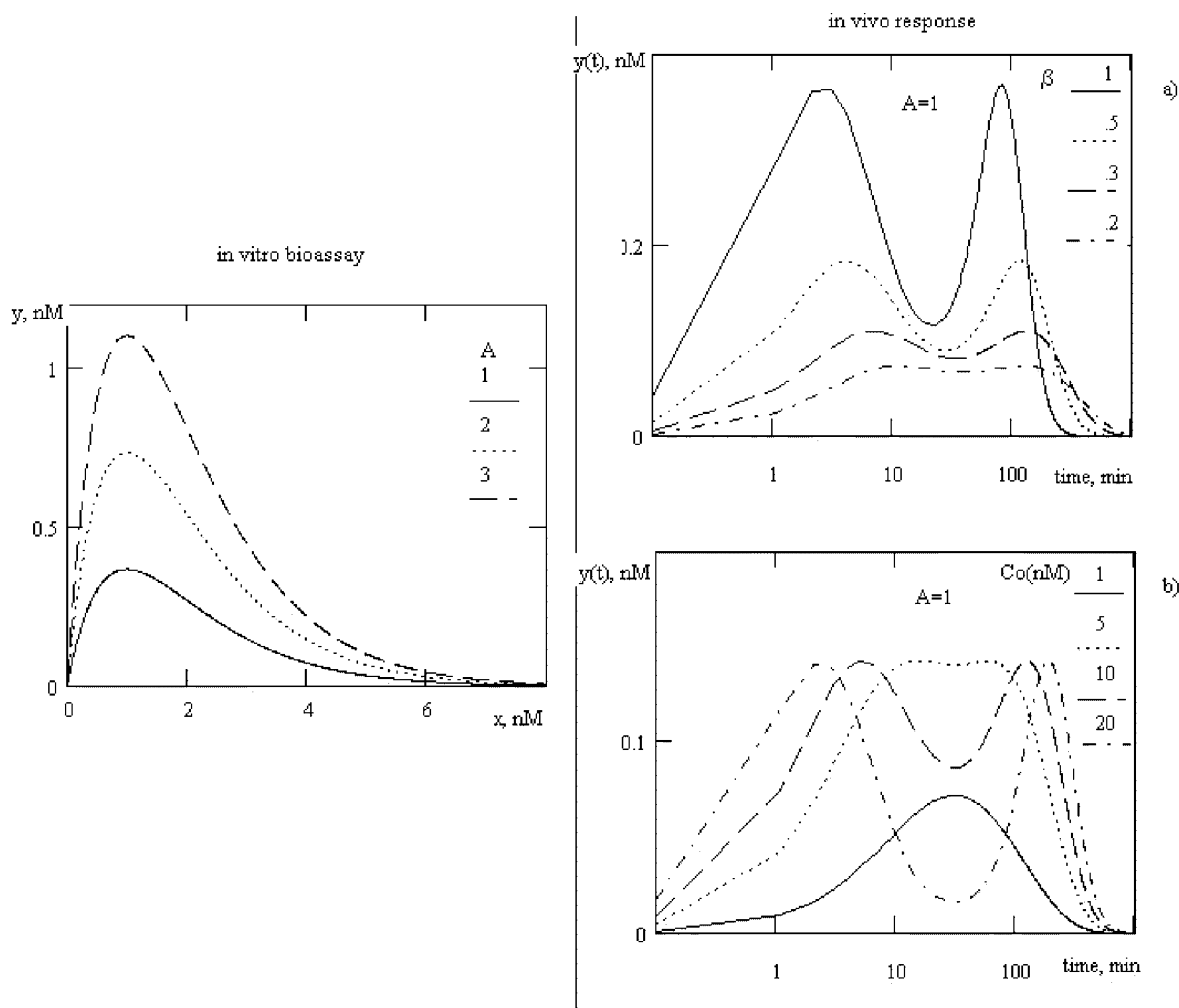 in vitro bioassay
y, nM
1
0.5
0
0
2
4
6
x, nM
A
1
2
3
in vivo response
y(t), nM
A=1
β
1
.5
.3
.2
a)
0.2
0
1
10
100
time, min
y(t), nM
A=1
Co(nM)
1
5
10
20
b)
0.1
0
1
10
100
time, min